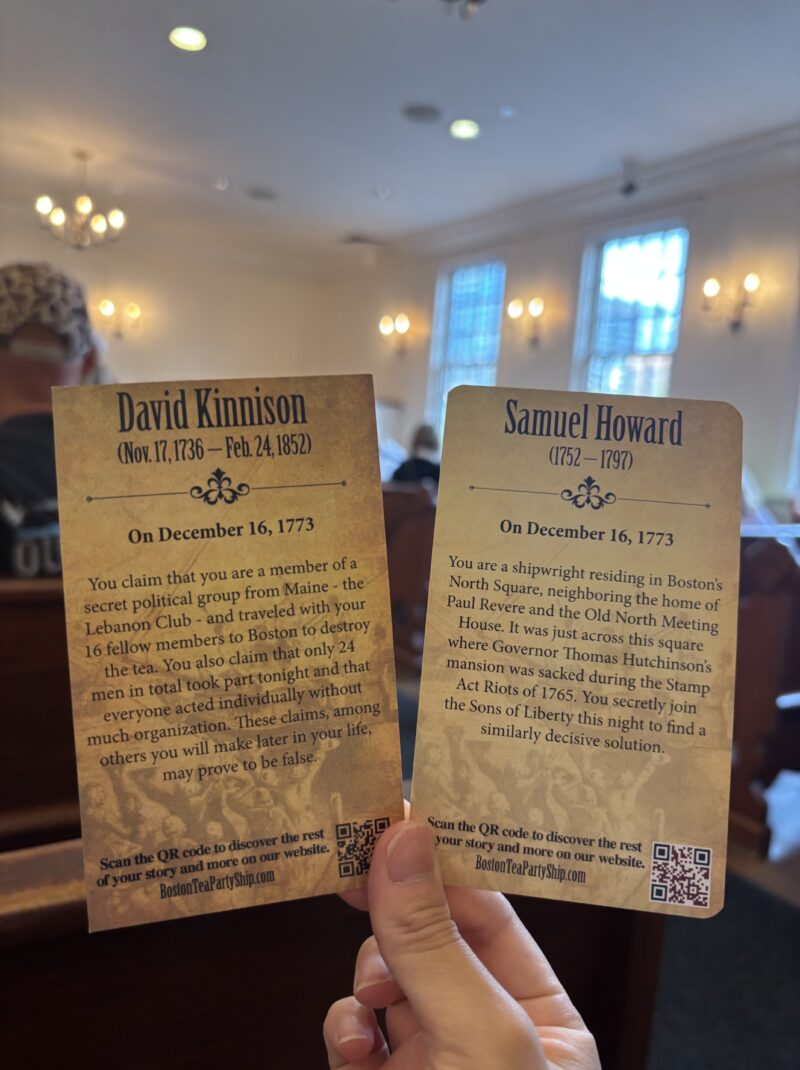 David Kinnison
(Nov. 17, 1736 — Feb. 24, 1852)
On December 16, 1773
You claim that you are a member of a
secret political group from Maine - the
Lebanon Club - and traveled with your
16 fellow members to Boston to destroy
the tea. You also claim that only 24
men in total took part tonight and that
everyone acted individually without
much organization. These claims, among
others you will make later in your life,
may prove to be false.
Scan the QR code to discover the rest
of your story and more on our website.
BostonTeaPartyShip.com
Samuel Howard
(1752 — 1797)
On December 16, 1773
You are a shipwright residing in Boston's
North Square, neighboring the home of
Paul Revere and the Old North Meeting
House. It was just across this square
where Governor Thomas Hutchinson's
mansion was sacked during the Stamp
Act Riots of 1765. You secretly join
the Sons of Liberty this night to find a
similarly decisive solution.
Scan the QR code to discover the rest
of your story and more on our website.
BostonTeaPartyShip.com